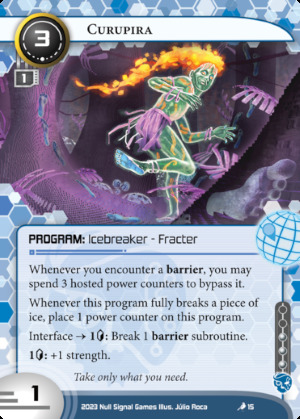 3
CURUPIRA
1
PROGRAM: Icebreaker - Fracter
Whenever you encounter a barrier, you may
spend 3 hosted power counters to bypass it.
Whenever this program fully breaks a piece of
ice, place 1 power counter on this program.
Interface → 1: Break 1 barrier subroutine.
1: +1 strength.
Take only what you need.
1
2023 Null Signal Games Illus. Júlio Rocha
15